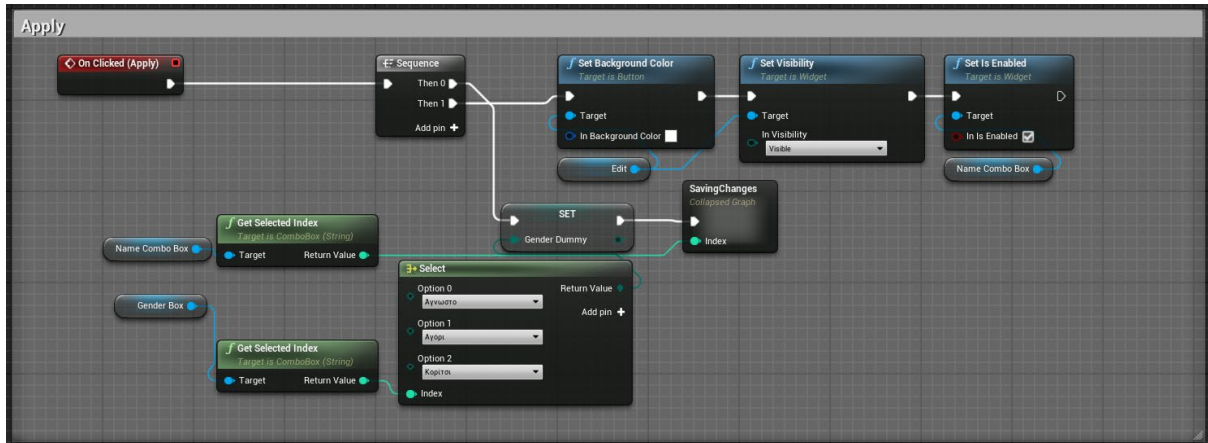 Apply
On Clicked (Apply)
Sequence
Then 0
Then 1
Add pin +
Set Background Color
Target is Button
Target
In Background Color
Edit
Set Visibility
Target is Widget
Target
In Visibility
Visible
Set Is Enabled
Target is Widget
Target
In Is Enabled
Name Combo Box
SET
Gender Dummy
SavingChanges
Collapsed Graph
Index
Name Combo Box
Get Selected Index
Target is ComboBox (String)
Target Return Value
Gender Box
Get Selected Index
Target is ComboBox (String)
Target Return Value
Select
Option 0 Return Value
Άγνωστο
Add pin +
Option 1
Αγόρι
Option 2
Κορίτσι
Index